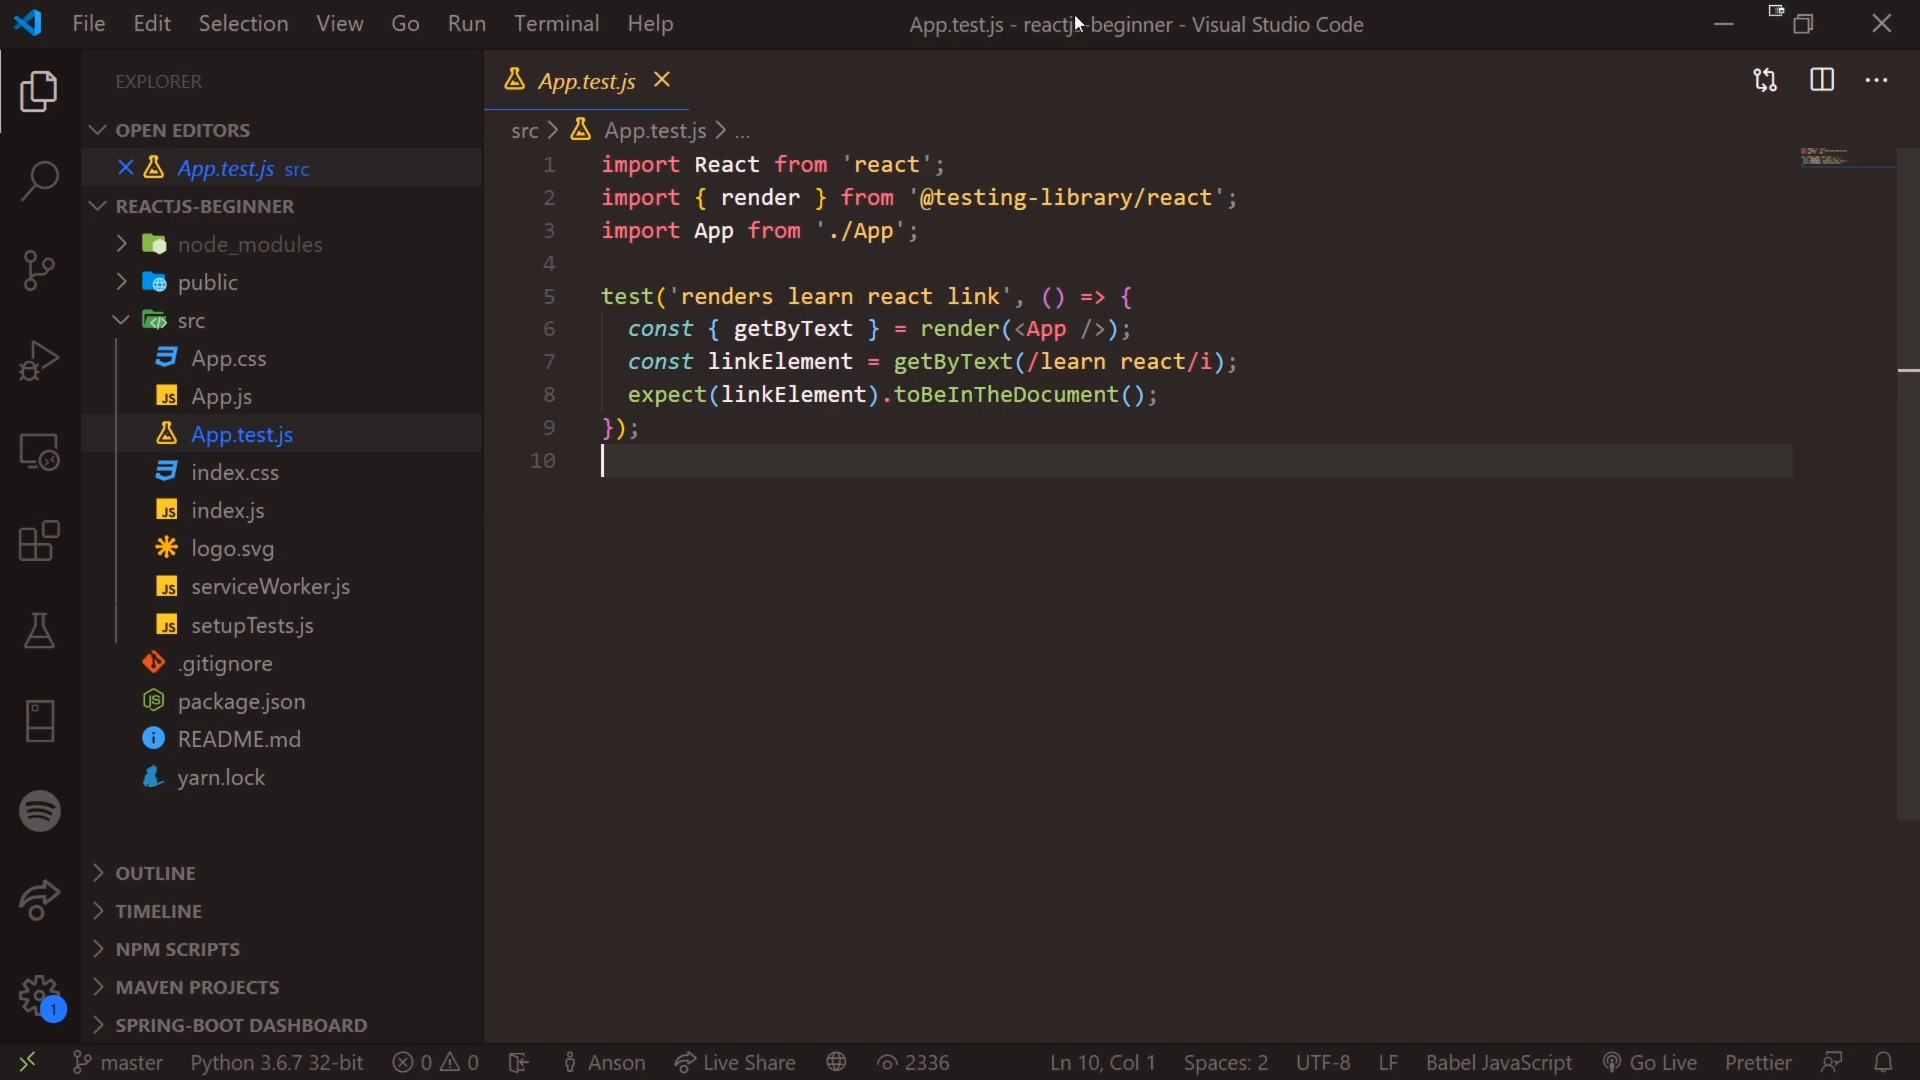 File Edit Selection View Go Run Terminal Help
App.test.js - reactjs-beginner - Visual Studio Code
EXPLORER
OPEN EDITORS
App.test.js src
REACTJS-BEGINNER
node_modules
public
src
App.css
App.js
App.test.js
index.css
index.js
logo.svg
serviceWorker.js
setupTests.js
.gitignore
package.json
README.md
yarn.lock
OUTLINE
TIMELINE
NPM SCRIPTS
MAVEN PROJECTS
SPRING-BOOT DASHBOARD
1
App.test.js
src > App.test.js > ...
1 import React from 'react';
2 import { render } from '@testing-library/react';
3 import App from './App';
4
5 test('renders learn react link', () => {
6 const { getByText } = render(<App />);
7 const linkElement = getByText(/learn react/i);
8 expect(linkElement).toBeInTheDocument();
9 });
10
master Python 3.6.7 32-bit 0 0 Anson Live Share 2336 Ln 10, Col 1 Spaces: 2 UTF-8 LF Babel JavaScript Go Live Prettier